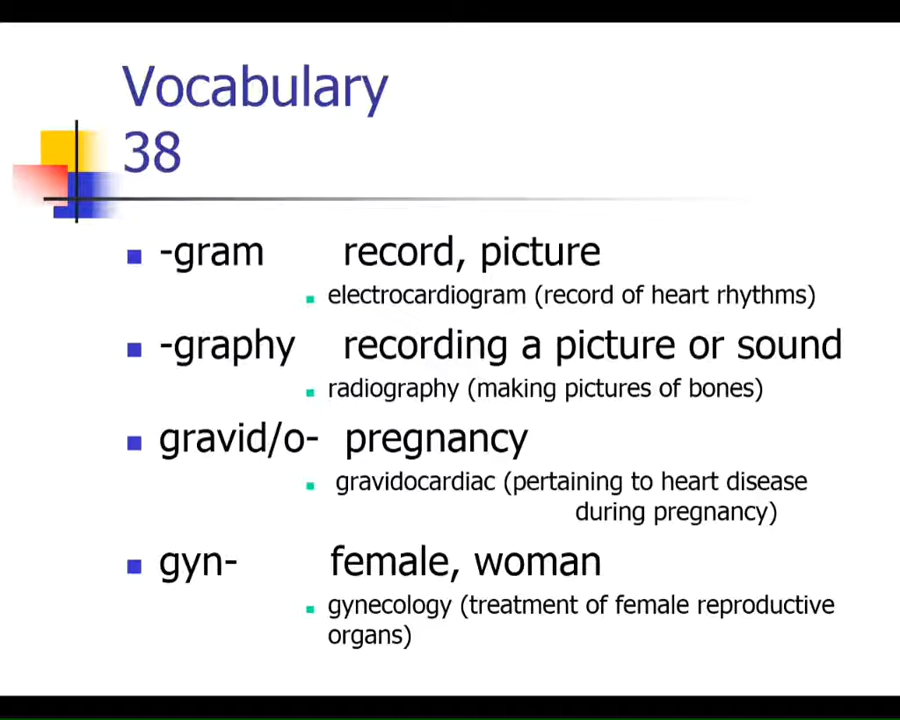 Vocabulary
38
-gram record, picture
electrocardiogram (record of heart rhythms)
-graphy recording a picture or sound
radiography (making pictures of bones)
gravid/o- pregnancy
gravidocardiac (pertaining to heart disease
during pregnancy)
gyn- female, woman
gynecology (treatment of female reproductive
organs)